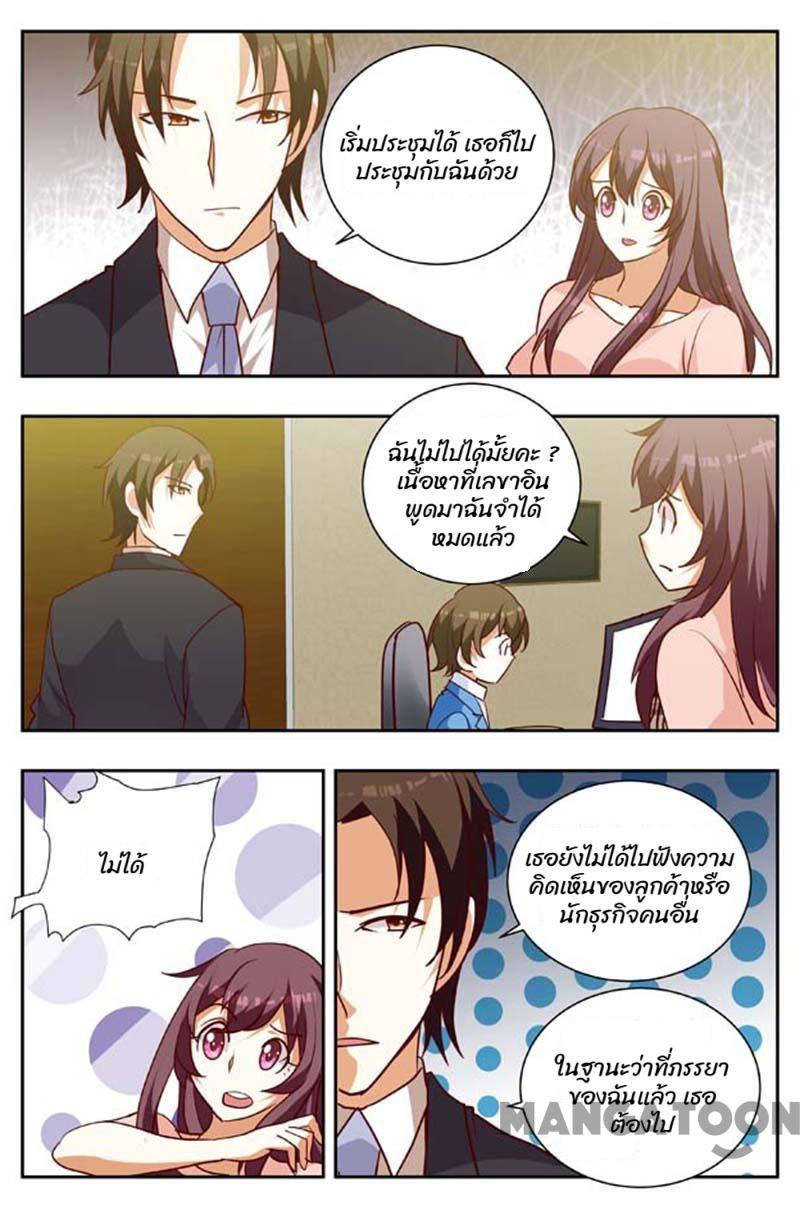 เริ่มประชุมได้ เธอก็ไป
ประชุมกับฉันด้วย
ฉันไม่ไปได้มั้ยคะ ?
เนื้อหาที่เลขาอิน
พูดมาฉันจำได้
หมดแล้ว
ไม่ได้
เธอยังไม่ได้ไปฟังความ
คิดเห็นของลูกค้าหรือ
นักธุรกิจคนอื่น
ในฐานะว่าที่ภรรยา
ของฉันแล้ว เธอ
ต้องไป
MANGATOON